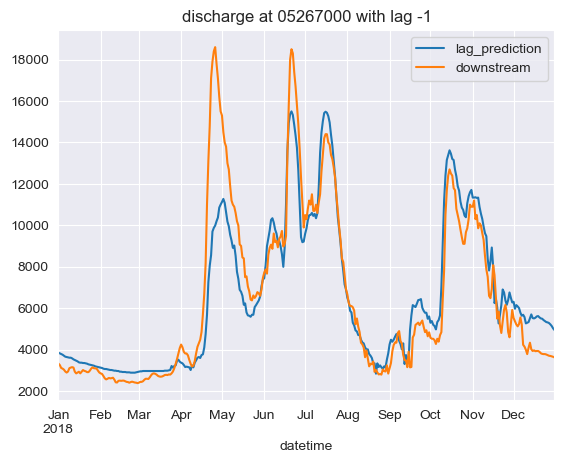 discharge at 05267000 with lag -1
lag_prediction
downstream
18000
16000
14000
12000
10000
8000
6000
4000
2000
Jan Feb Mar Apr May Jun Jul Aug Sep Oct Nov Dec
2018
datetime